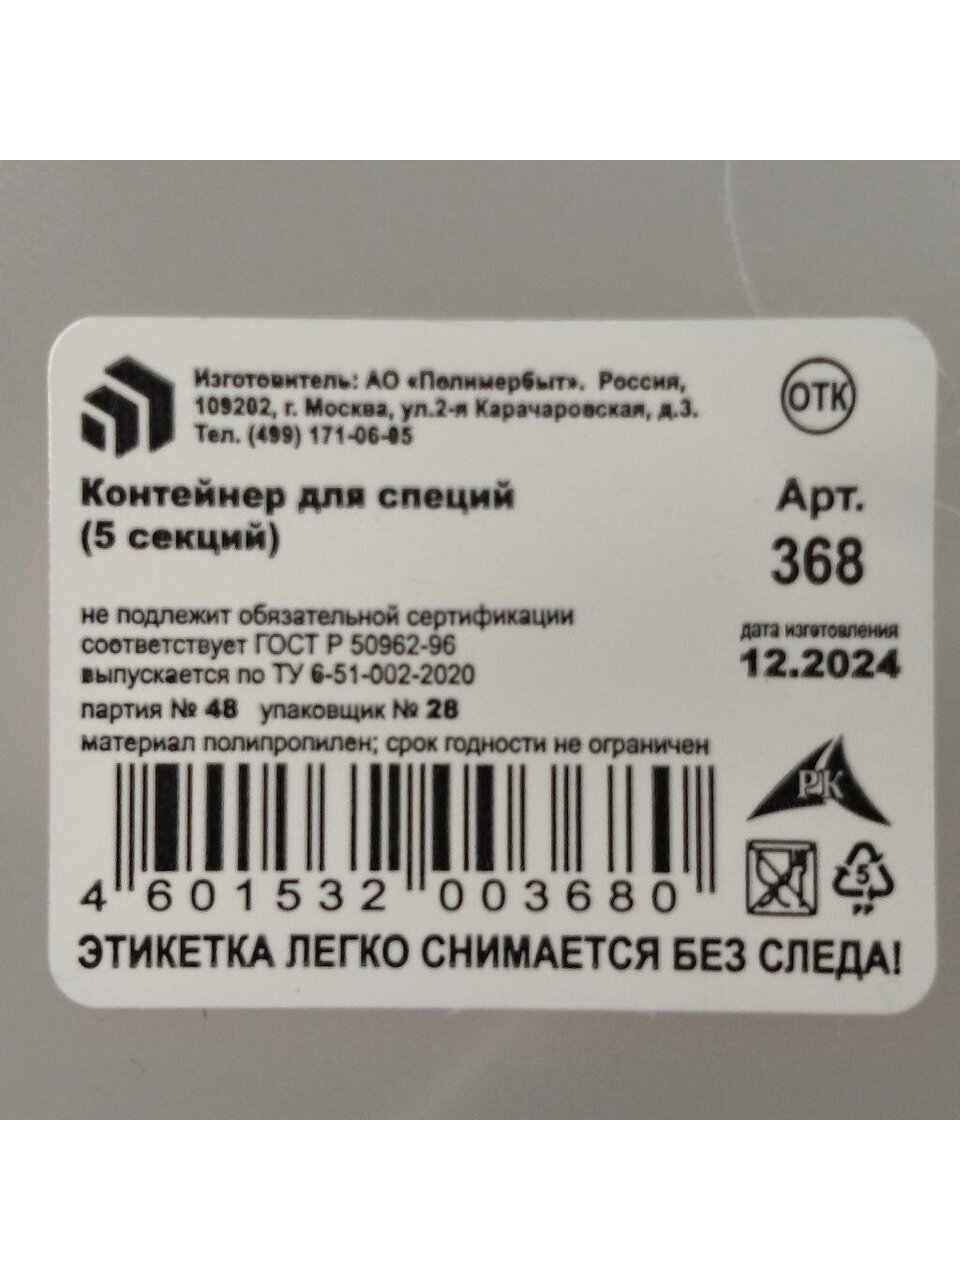 Изготовитель: АО «Полимербыт». Россия,
109202, г. Москва, ул.2-я Карачаровская, д.3.
Тел. (499) 171-06-05
ОТК
Контейнер для специй
(5 секций)
Арт.
368
не подлежит обязательной сертификации
соответствует ГОСТ Р 50962-96
выпускается по ТУ 6-51-002-2020
партия № 48 упаковщик № 28
материал полипропилен; срок годности не ограничен
дата изготовления
12.2024
РК
5
PP
4 601532 003680
ЭТИКЕТКА ЛЕГКО СНИМАЕТСЯ БЕЗ СЛЕДА!